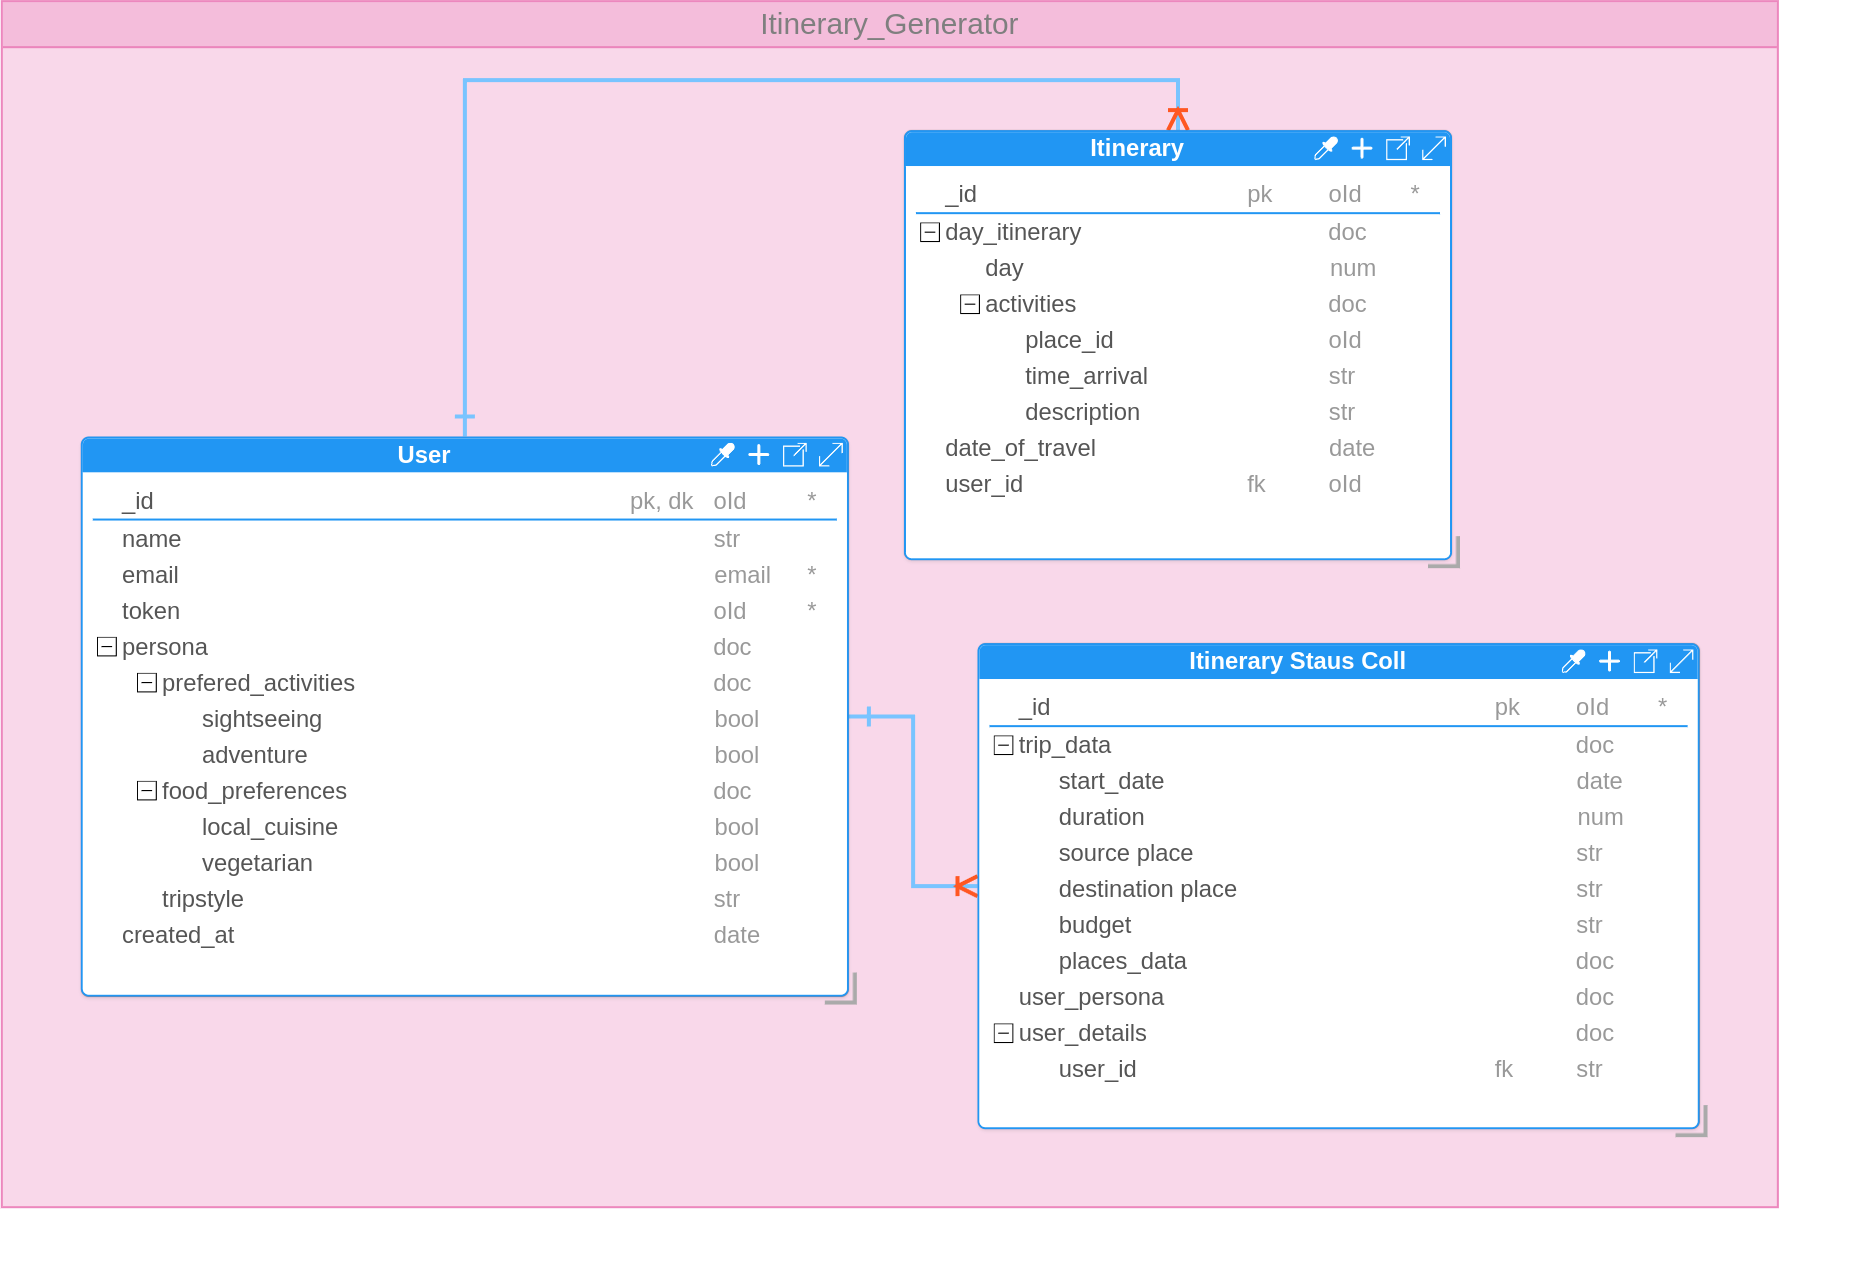 Itinerary_Generator
Itinerary
_id pk oId *
day_itinerary doc
day num
activities doc
place_id oId
time_arrival str
description str
date_of_travel date
user_id fk oId
User
_id pk, dk oId *
name str
email email *
token oId *
persona doc
prefered_activities doc
sightseeing bool
adventure bool
food_preferences doc
local_cuisine bool
vegetarian bool
tripstyle str
created_at date
Itinerary Staus Coll
_id pk oId *
trip_data doc
start_date date
duration num
source place str
destination place str
budget str
places_data doc
user_persona doc
user_details doc
user_id fk str